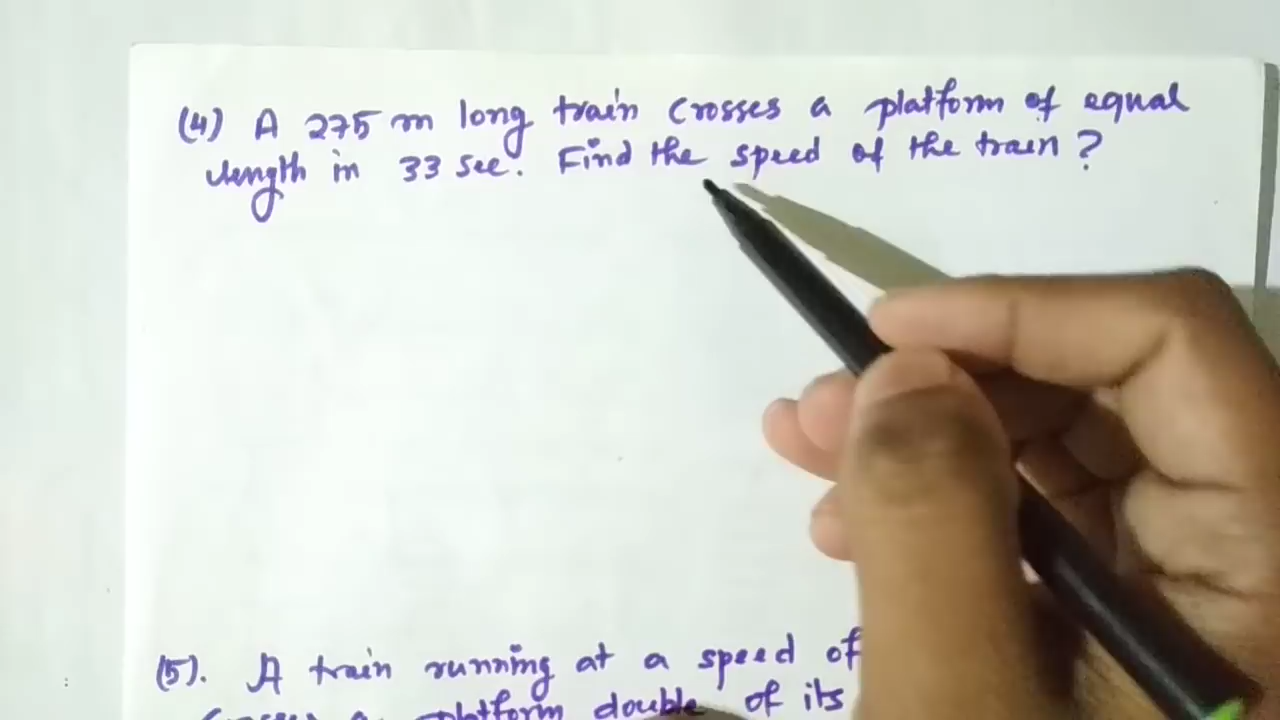 (4) A 275 m long train crosses a platform of equal
length in 33 sec. Find the speed of the train ?
(5). A train running at a speed of
crosses a platform double of its